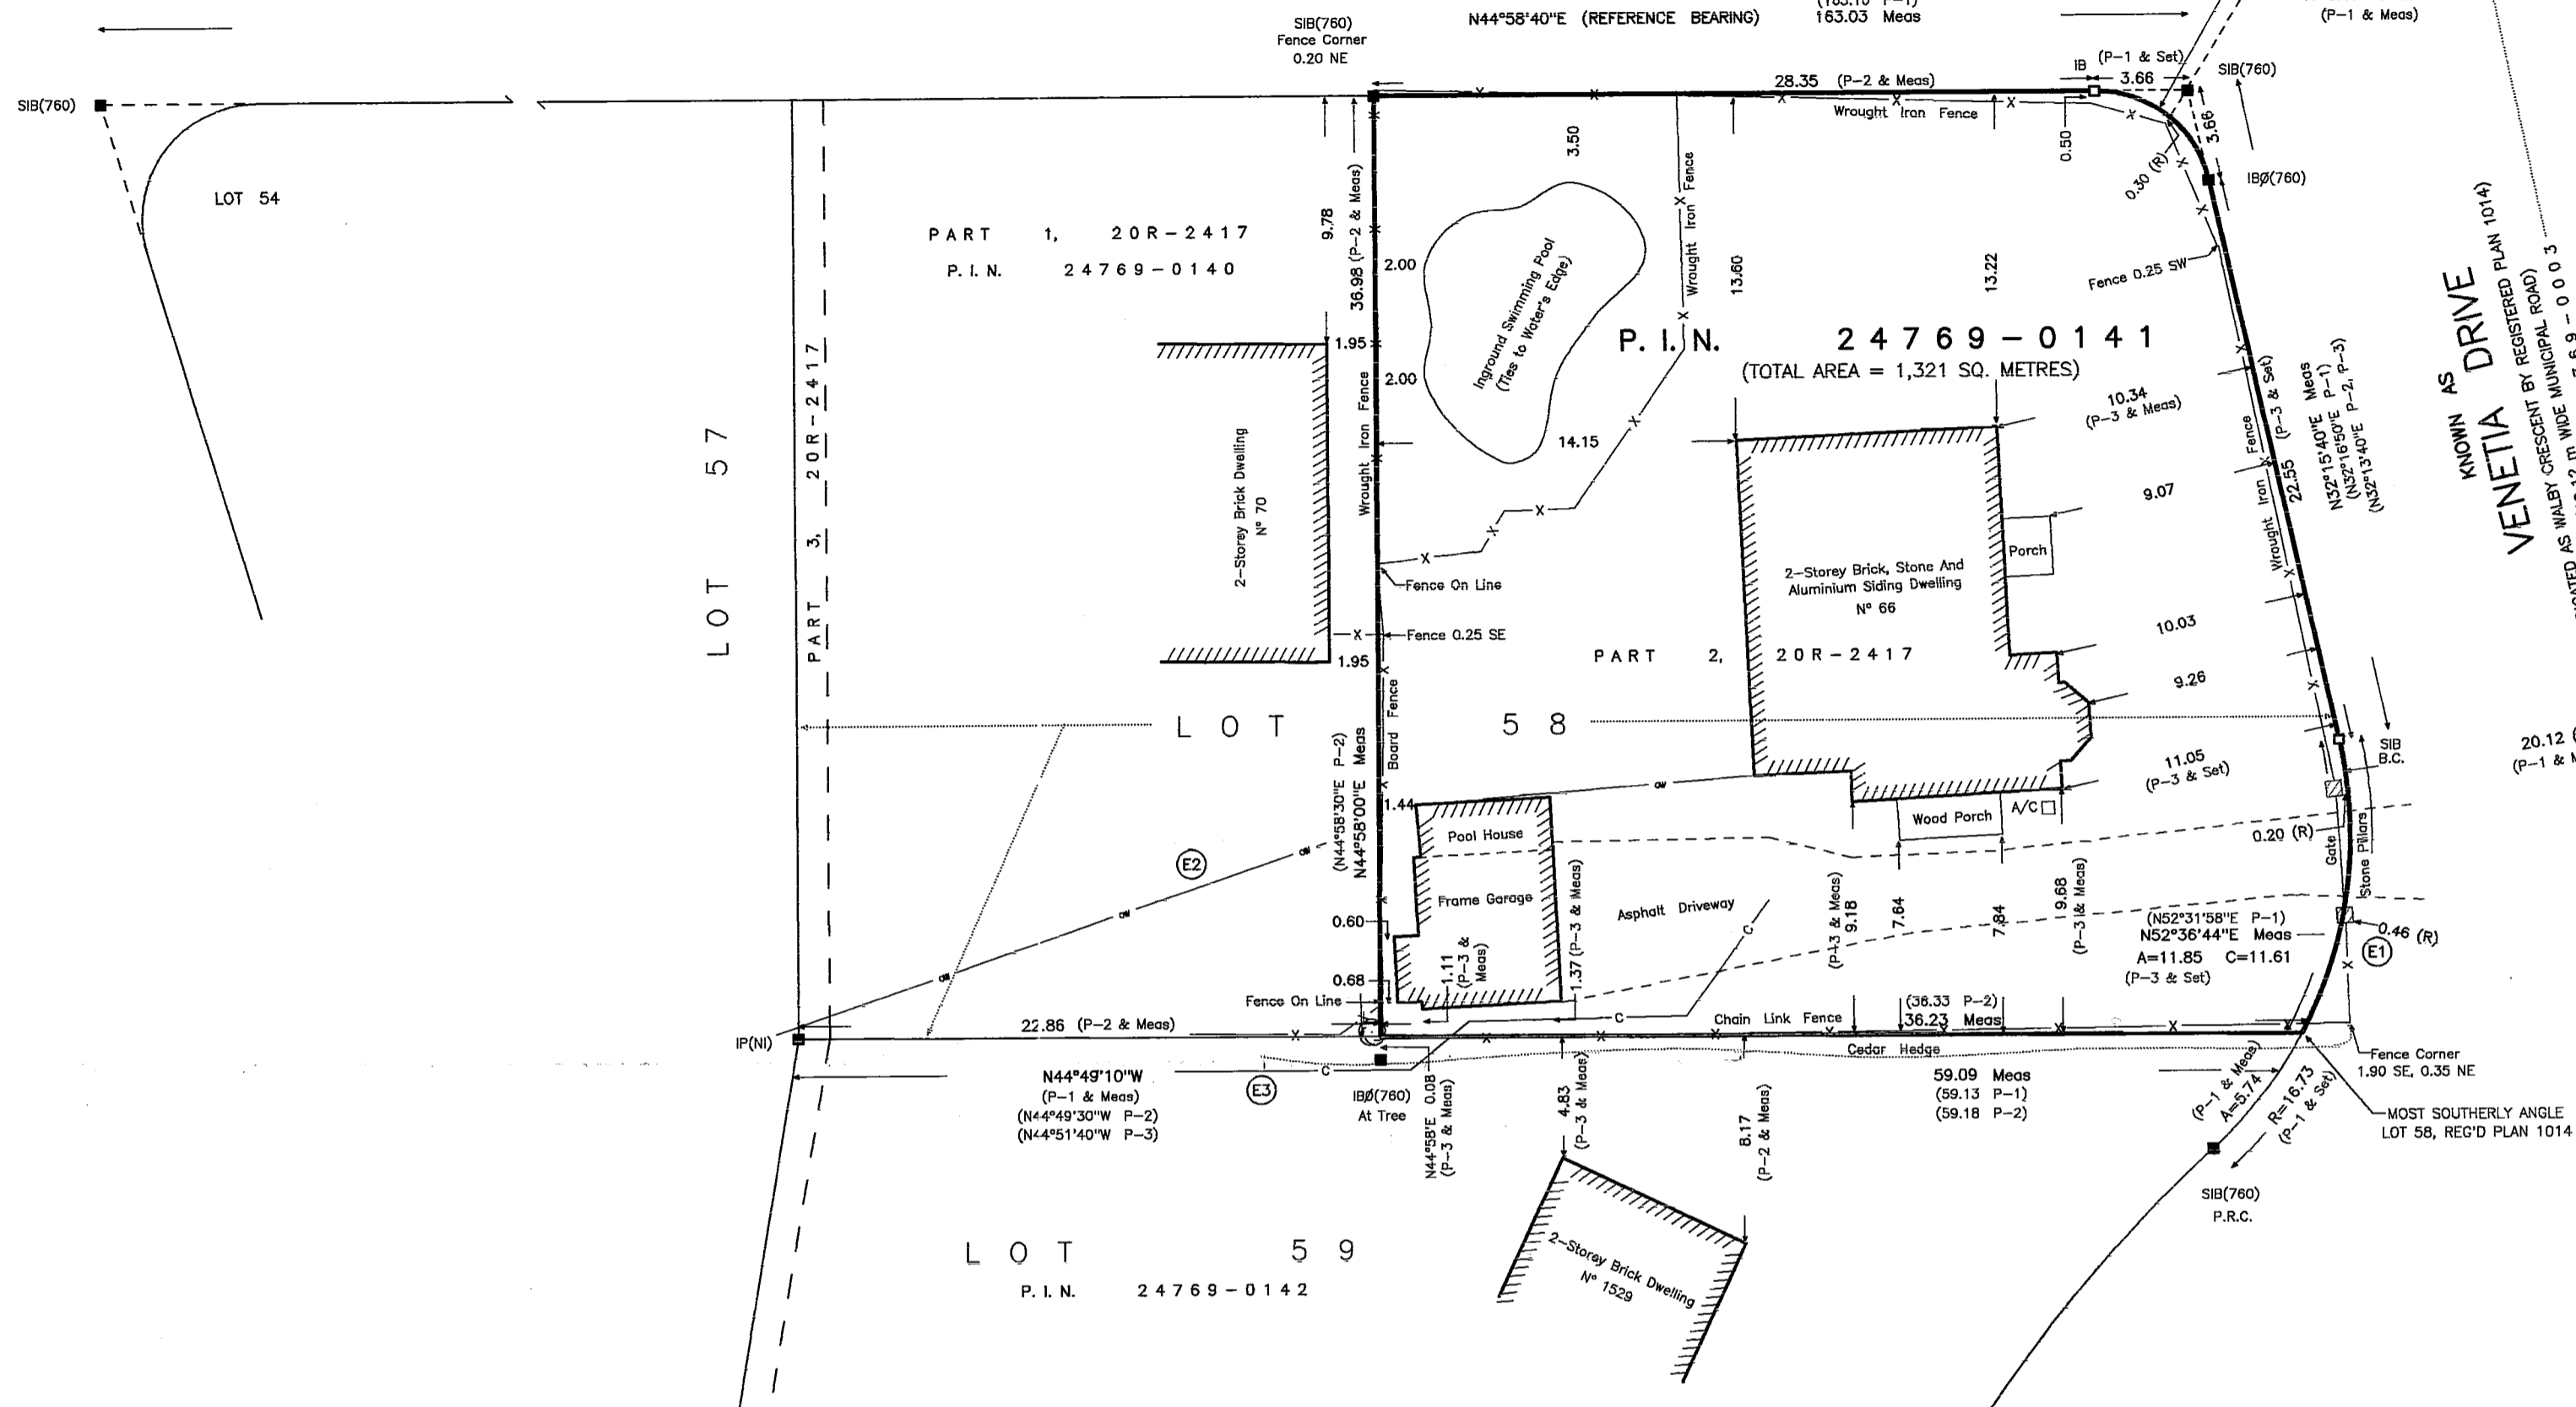 N44°58'40"E (REFERENCE BEARING)
163.03 Meas
(P-1 & Meas)
SIB(760)
Fence Corner
0.20 NE
SIB(760)
28.35 (P-2 & Meas)
IB
(P-1 & Set)
3.66
SIB(760)
Wrought Iron Fence
3.66
0.50
0.30 (R)
IBØ(760)
LOT 54
PART 1, 20R-2417
P. I. N. 24769-0140
9.78
36.98 (P-2 & Meas)
3.50
2.00
2.00
Inground Swimming Pool
(Ties to Water's Edge)
Wrought Iron Fence
13.60
13.22
Fence 0.25 SW
P. I. N. 24769-0141
(TOTAL AREA = 1,321 SQ. METRES)
KNOWN AS
VENETIA DRIVE
WALBY CRESCENT BY REGISTERED PLAN 1014)
AS 20.12 m WIDE MUNICIPAL ROAD)
1.95
Wrought Iron Fence
14.15
10.34
(P-3 & Meas)
9.07
Wrought Iron Fence
22.55 (P-3 & Set)
N32°15'40"E Meas
(N32°16'50"E P-1)
(N32°13'40"E P-2, P-3)
LOT 57
PART 3, 20R-2417
2-Storey Brick Dwelling
N° 70
2-Storey Brick, Stone And
Aluminium Siding Dwelling
N° 66
Porch
Fence On Line
Fence 0.25 SE
1.95
PART 2, 20R-2417
10.03
9.26
LOT 58
Board Fence
(N44°58'30"E P-2)
N44°58'00"E Meas
11.05
(P-3 & Set)
SIB
B.C.
20.12
1.44
Pool House
Wood Porch
A/C
0.20 (R)
Gate
Stone Pillars
E2
Frame Garage
1.37 (P-3 & Meas)
Asphalt Driveway
C
(P-3 & Meas)
9.18
7.64
7.84
9.68
(P-3 & Meas)
0.60
0.68
1.11
(P-3 &
Meas)
(N52°31'58"E P-1)
N52°36'44"E Meas
A=11.85 C=11.61
(P-3 & Set)
0.46 (R)
E1
Fence On Line
22.86 (P-2 & Meas)
C
Chain Link Fence
(36.33 P-2)
36.23 Meas
IP(NI)
Cedar Hedge
Fence Corner
1.90 SE, 0.35 NE
N44°49'10"W
(P-1 & Meas)
(N44°49'30"W P-2)
(N44°51'40"W P-3)
E3
C
IBØ(760)
At Tree
N44°58'E 0.08
(P-3 & Meas)
4.83
(P-3 & Meas)
8.17
(P-2 & Meas)
59.09 Meas
(59.13 P-1)
(59.18 P-2)
(P-1 & Meas)
A=5.74
R=16.73
(P-1 & Set)
MOST SOUTHERLY ANGLE
LOT 58, REG'D PLAN 1014
SIB(760)
P.R.C.
2-Storey Brick Dwelling
N° 1529
LOT 59
P. I. N. 24769-0142